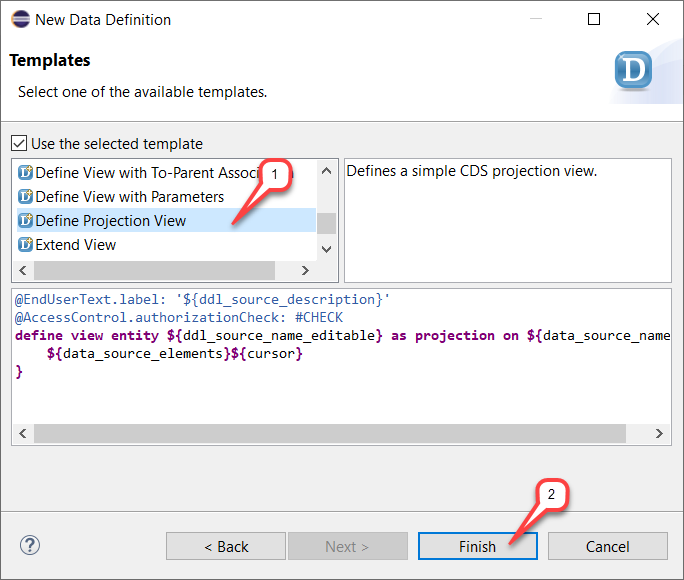 New Data Definition
Templates
Select one of the available templates.
D
Use the selected template
Define View with To-Parent Assoc
1
Define View with Parameters
Define Projection View
Extend View
Defines a simple CDS projection view.
@EndUserText.label: '${ddl_source_description}'
@AccessControl.authorizationCheck: #CHECK
define view entity ${ddl_source_name_editable} as projection on ${data_source_name
${data_source_elements}${cursor}
}
2
?
< Back
Next >
Finish
Cancel